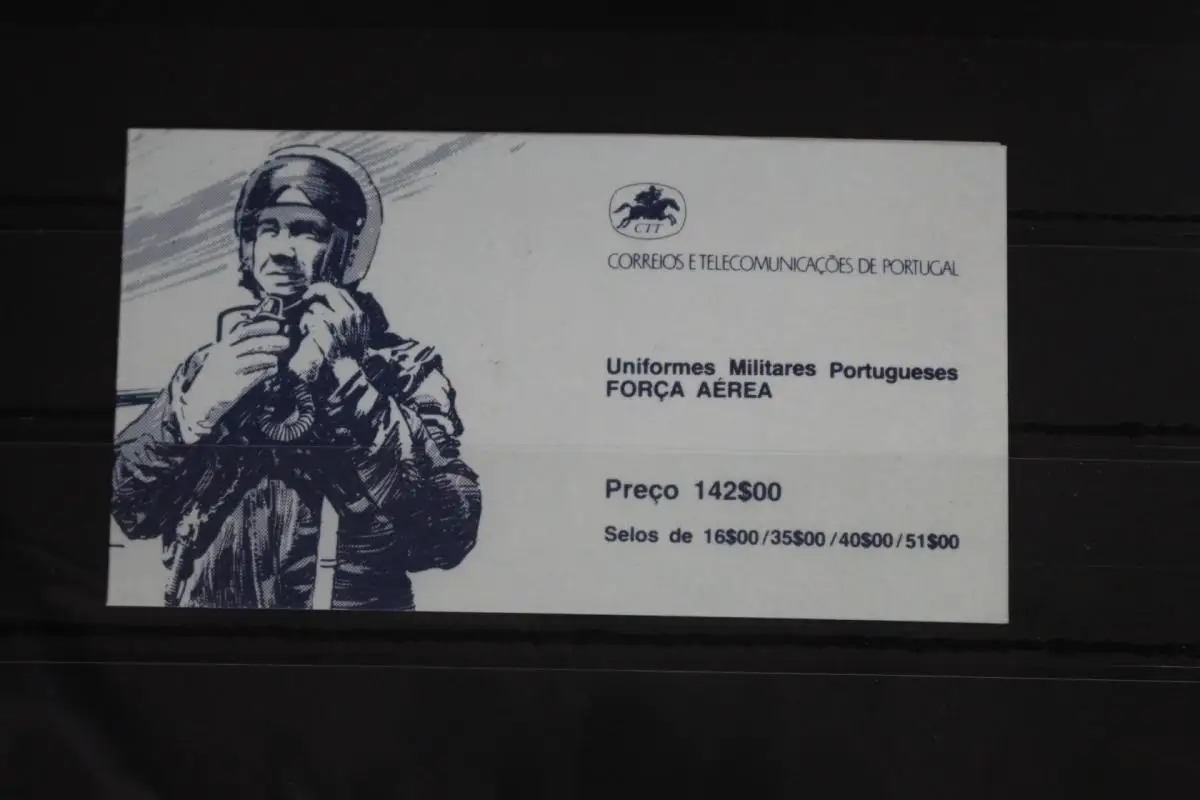 CTT
CORREIOS E TELECOMUNICAÇÕES DE PORTUGAL
Uniformes Militares Portugueses
FORÇA AÉREA
Preço 142$00
Selos de 16$00/35$00/40$00/51$00